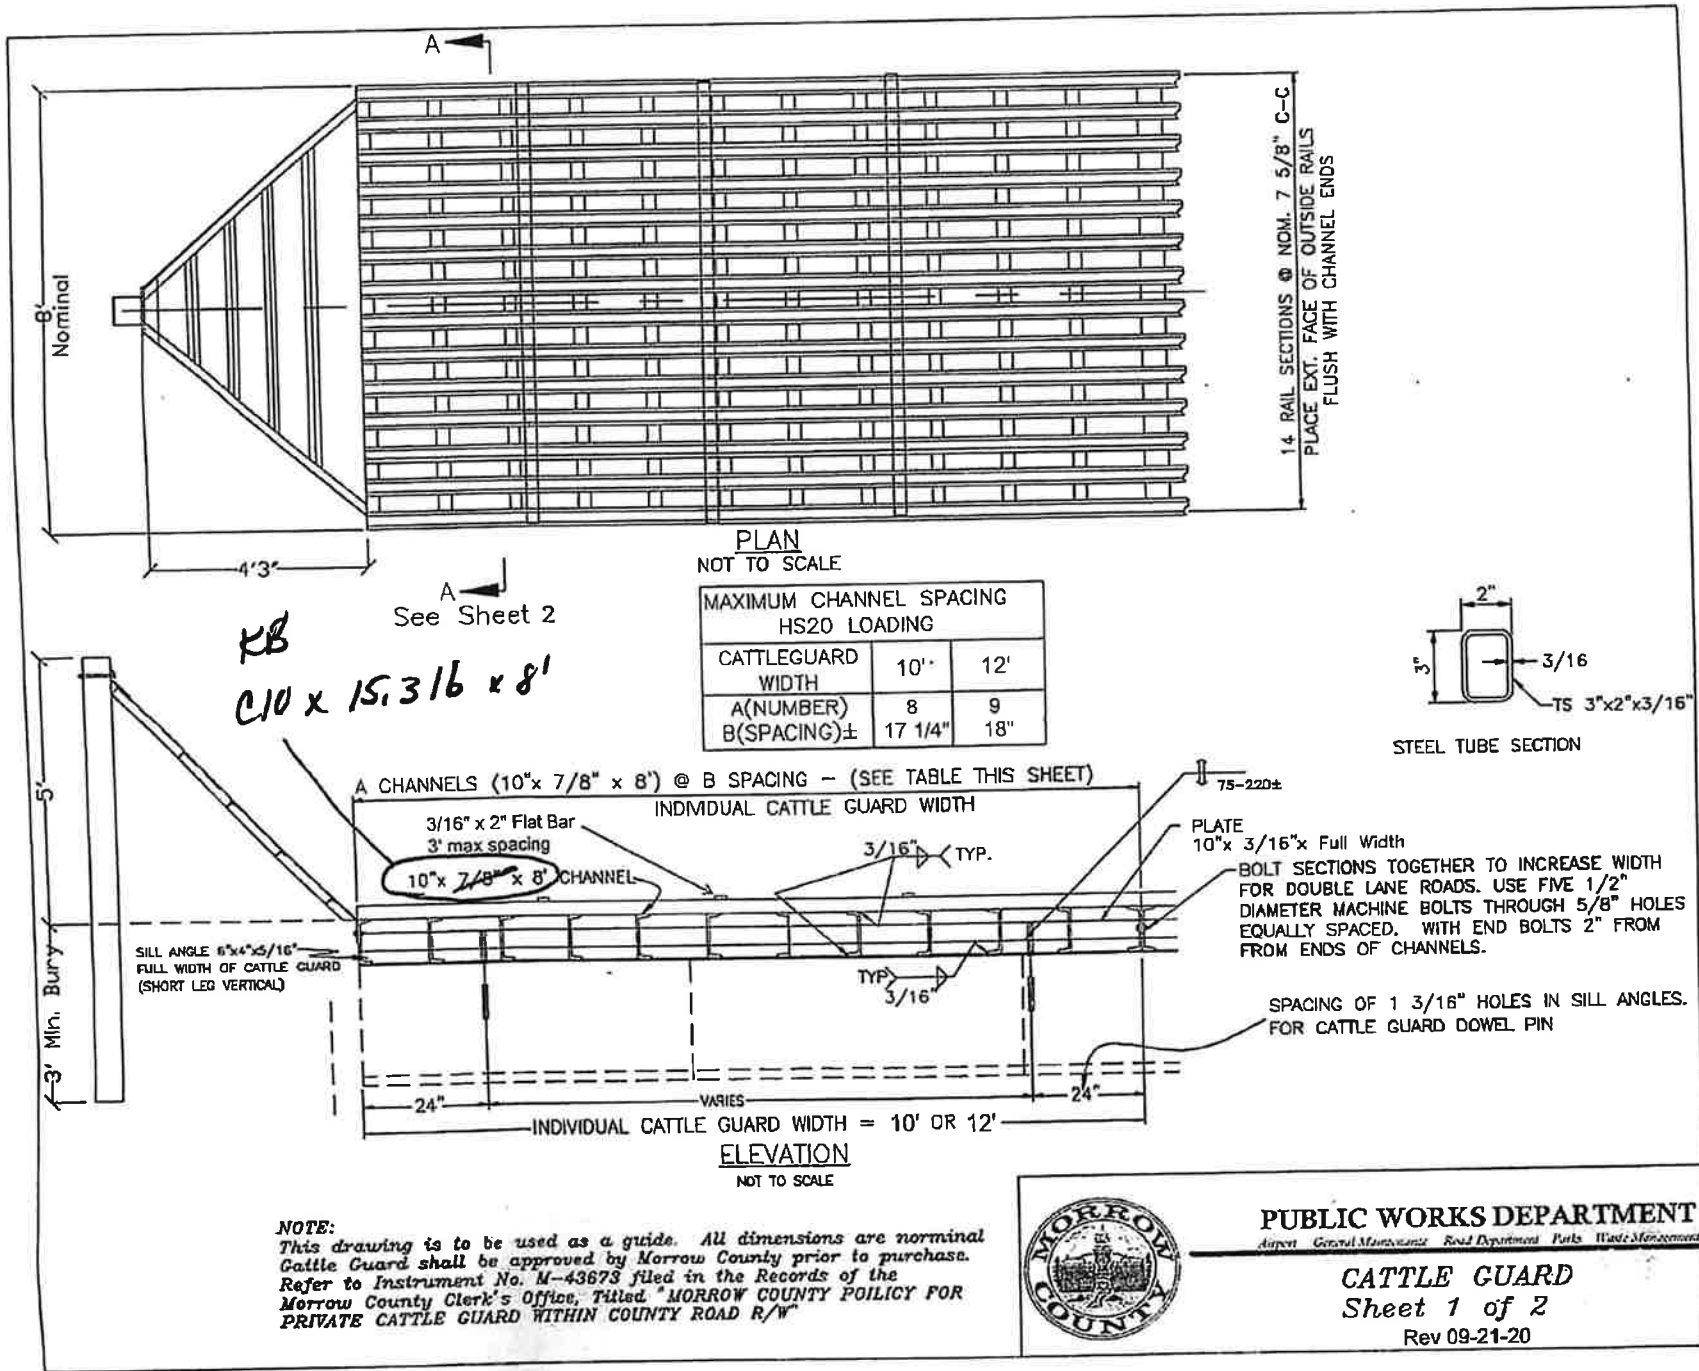 A
8'
Nominal
14 RAIL SECTIONS @ NOM. 7 5/8" C-C
PLACE EXT. FACE OF OUTSIDE RAILS
FLUSH WITH CHANNEL ENDS
4'3"
PLAN
NOT TO SCALE
A
See Sheet 2
KB
C10 x 15.3 lb x 8'
MAXIMUM CHANNEL SPACING
HS20 LOADING
CATTLEGUARD WIDTH 10' 12'
A(NUMBER) 8 9
B(SPACING)± 17 1/4" 18"
2"
3"
3/16
TS 3"x2"x3/16"
STEEL TUBE SECTION
5'
3' Min. Bury
A CHANNELS (10"x 7/8" x 8') @ B SPACING - (SEE TABLE THIS SHEET)
INDIVIDUAL CATTLE GUARD WIDTH
75-220±
3/16" x 2" Flat Bar
3' max spacing
10"x 7/8" x 8' CHANNEL
3/16" TYP.
PLATE
10"x 3/16"x Full Width
BOLT SECTIONS TOGETHER TO INCREASE WIDTH
FOR DOUBLE LANE ROADS. USE FIVE 1/2"
DIAMETER MACHINE BOLTS THROUGH 5/8" HOLES
EQUALLY SPACED. WITH END BOLTS 2" FROM
FROM ENDS OF CHANNELS.
SILL ANGLE 6"x4"x5/16"
FULL WIDTH OF CATTLE GUARD
(SHORT LEG VERTICAL)
TYP
3/16"
SPACING OF 1 3/16" HOLES IN SILL ANGLES.
FOR CATTLE GUARD DOWEL PIN
24"
VARIES
24"
INDIVIDUAL CATTLE GUARD WIDTH = 10' OR 12'
ELEVATION
NOT TO SCALE
NOTE:
This drawing is to be used as a guide. All dimensions are norminal
Cattle Guard shall be approved by Morrow County prior to purchase.
Refer to Instrument No. M-43673 filed in the Records of the
Morrow County Clerk's Office, Titled "MORROW COUNTY POILICY FOR
PRIVATE CATTLE GUARD WITHIN COUNTY ROAD R/W"
MORROW
COUNTY
PUBLIC WORKS DEPARTMENT
Airport General Maintenance Road Department Parks Waste Management
CATTLE GUARD
Sheet 1 of 2
Rev 09-21-20